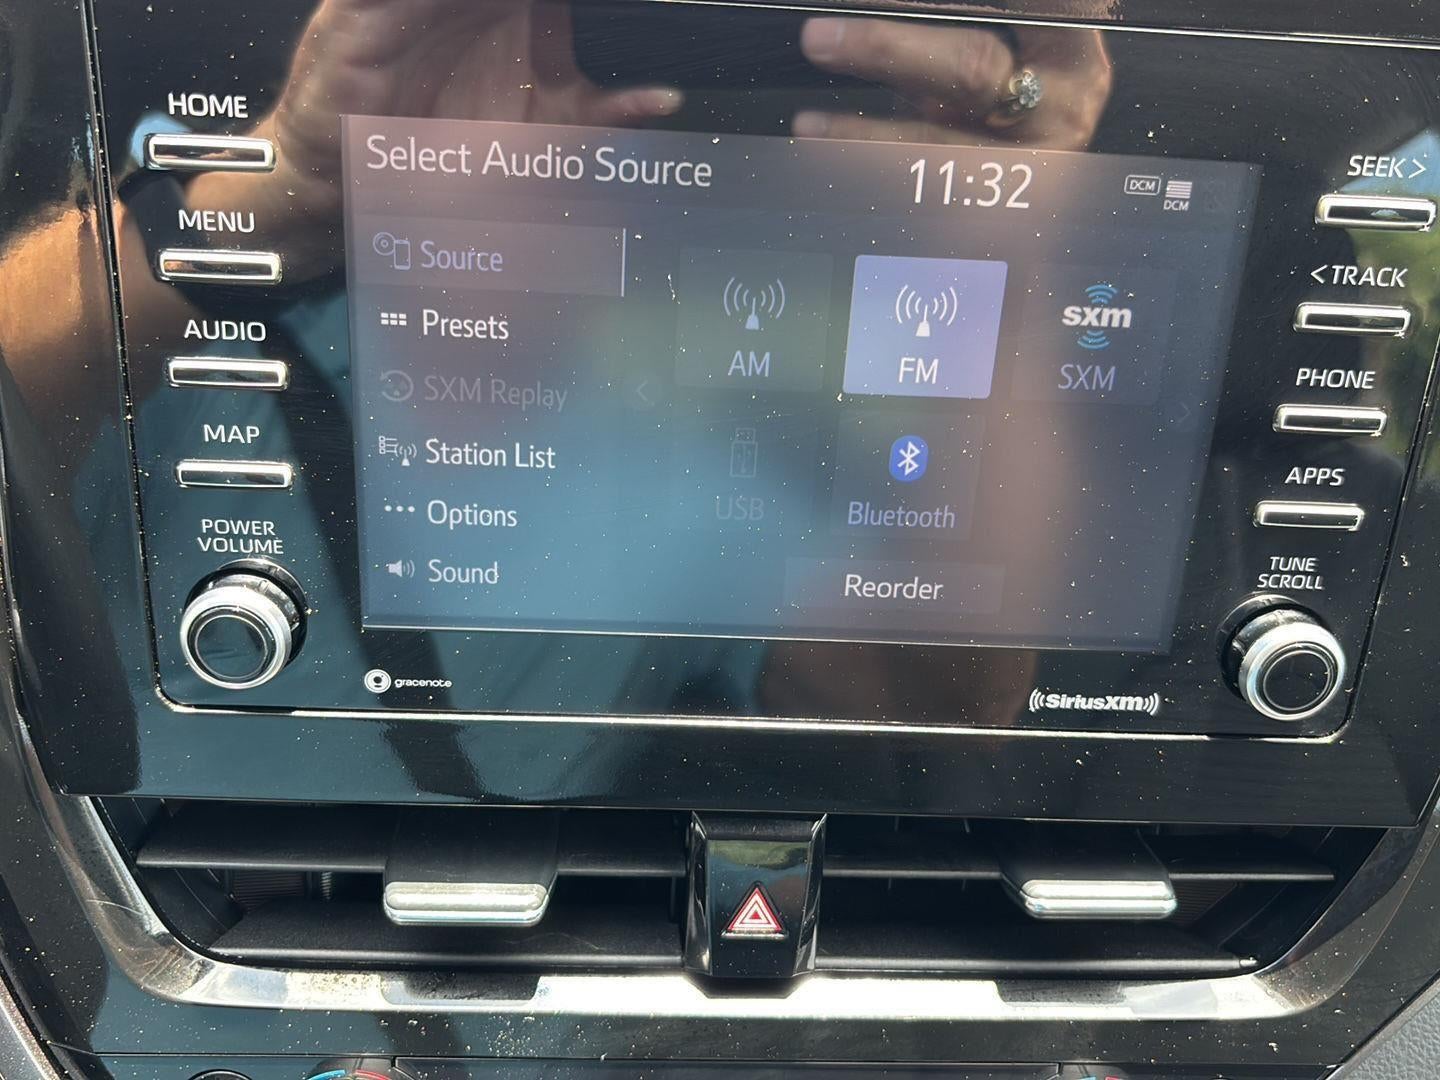 HOME
MENU
AUDIO
MAP
POWER
VOLUME
Select Audio Source
11:32
DCM
DCM
Source
Presets
SXM Replay
Station List
Options
Sound
AM
FM
sxm
SXM
USB
Bluetooth
Reorder
SEEK >
< TRACK
PHONE
APPS
TUNE
SCROLL
gracenote
((SiriusXM))